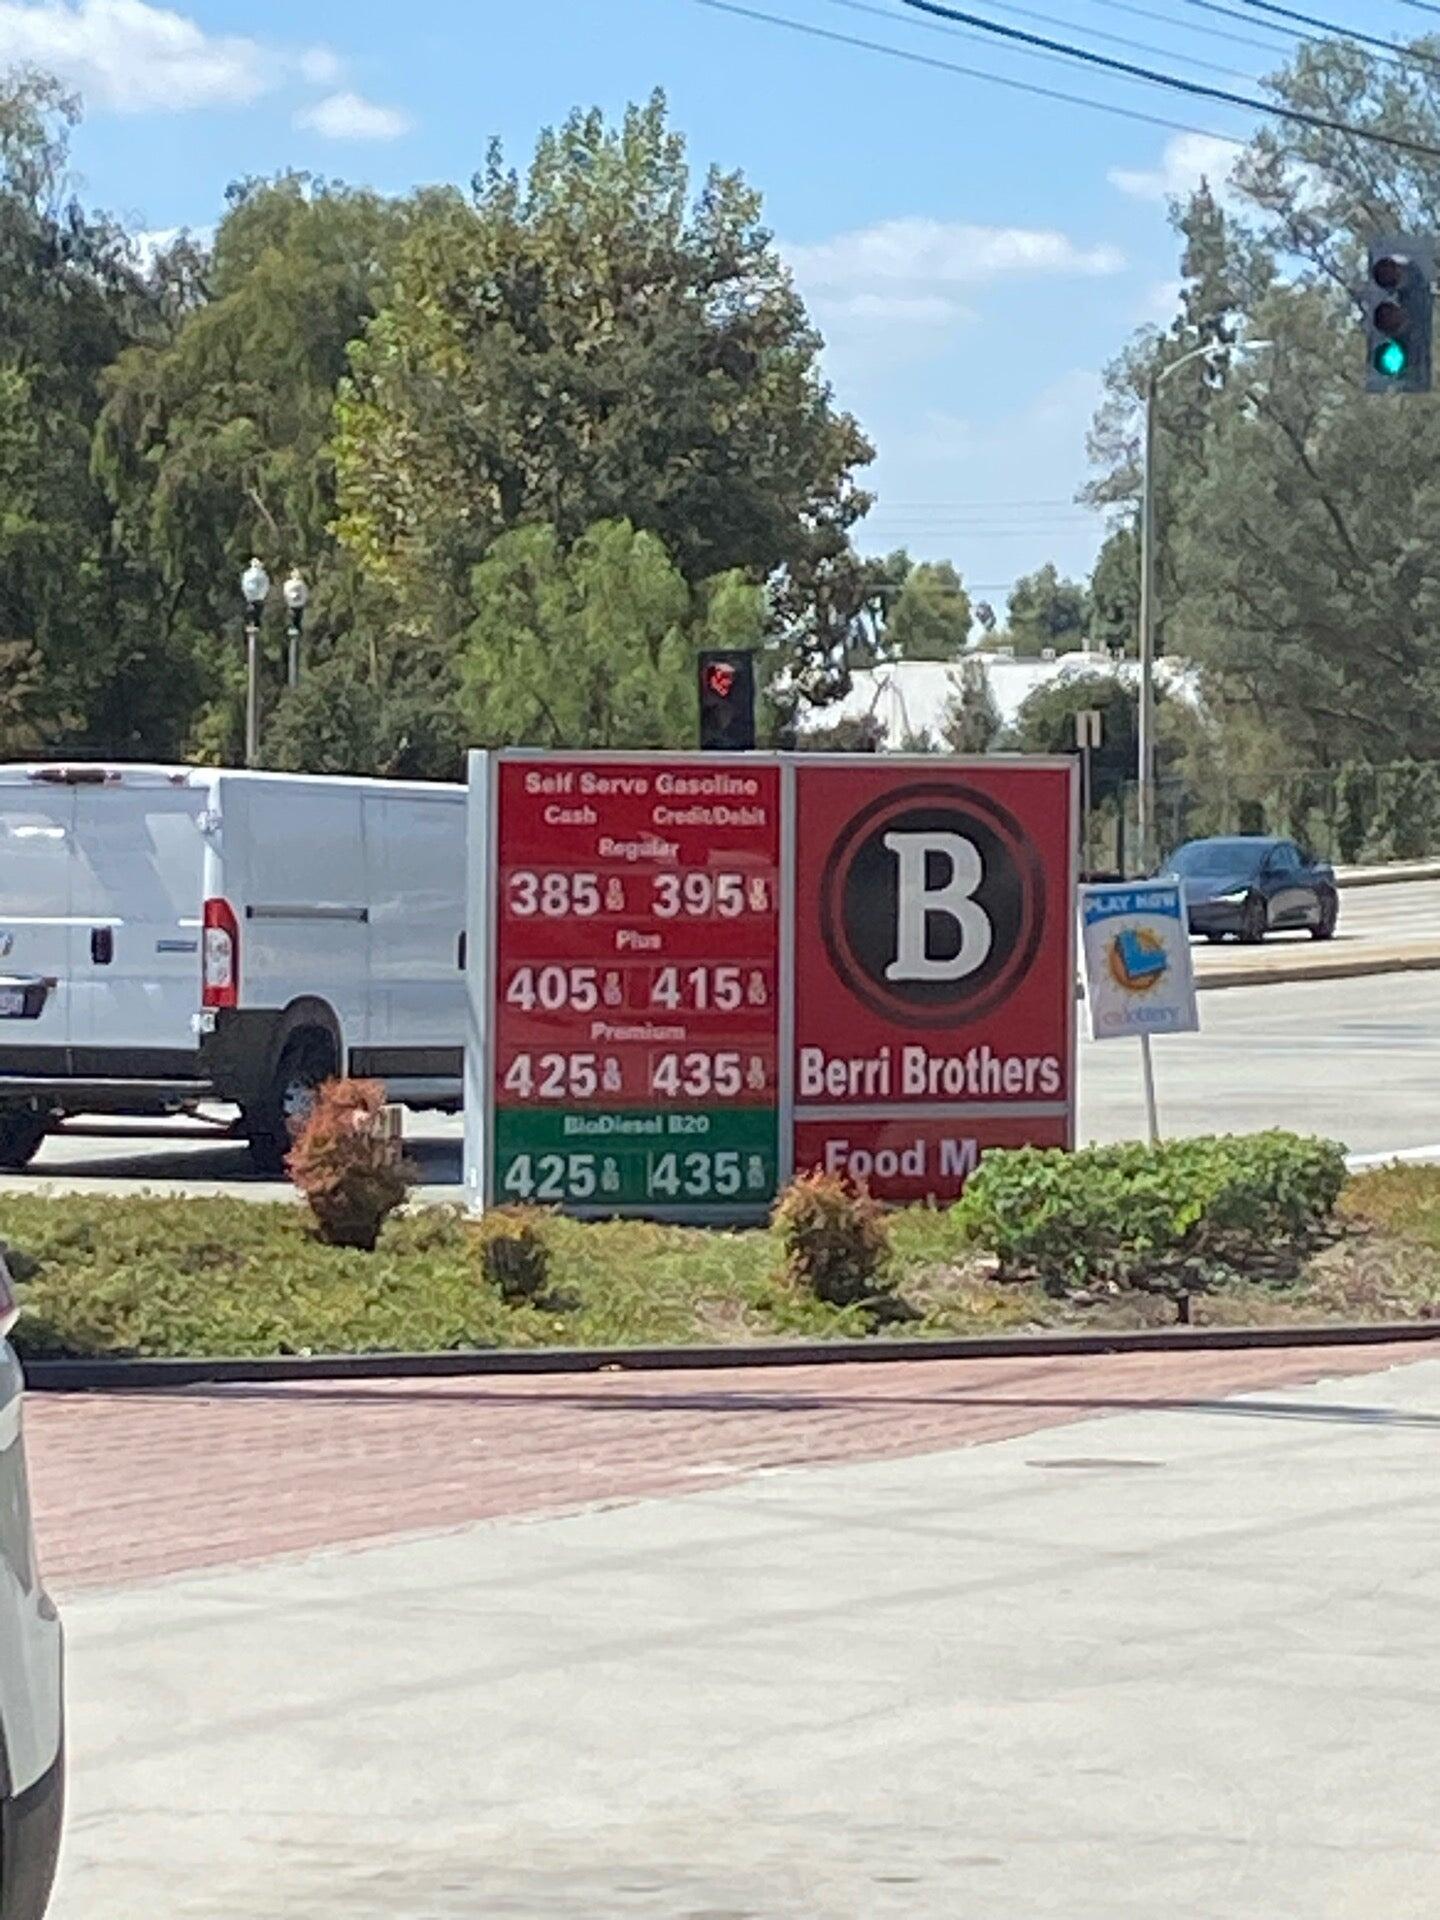 Self Serve Gasoline
Cash Credit/Debit
Regular
385 395
Plus
405 415
Premium
425 435
BioDiesel B20
425 435
B
Berri Brothers
Food
PLAY NOW
calottery